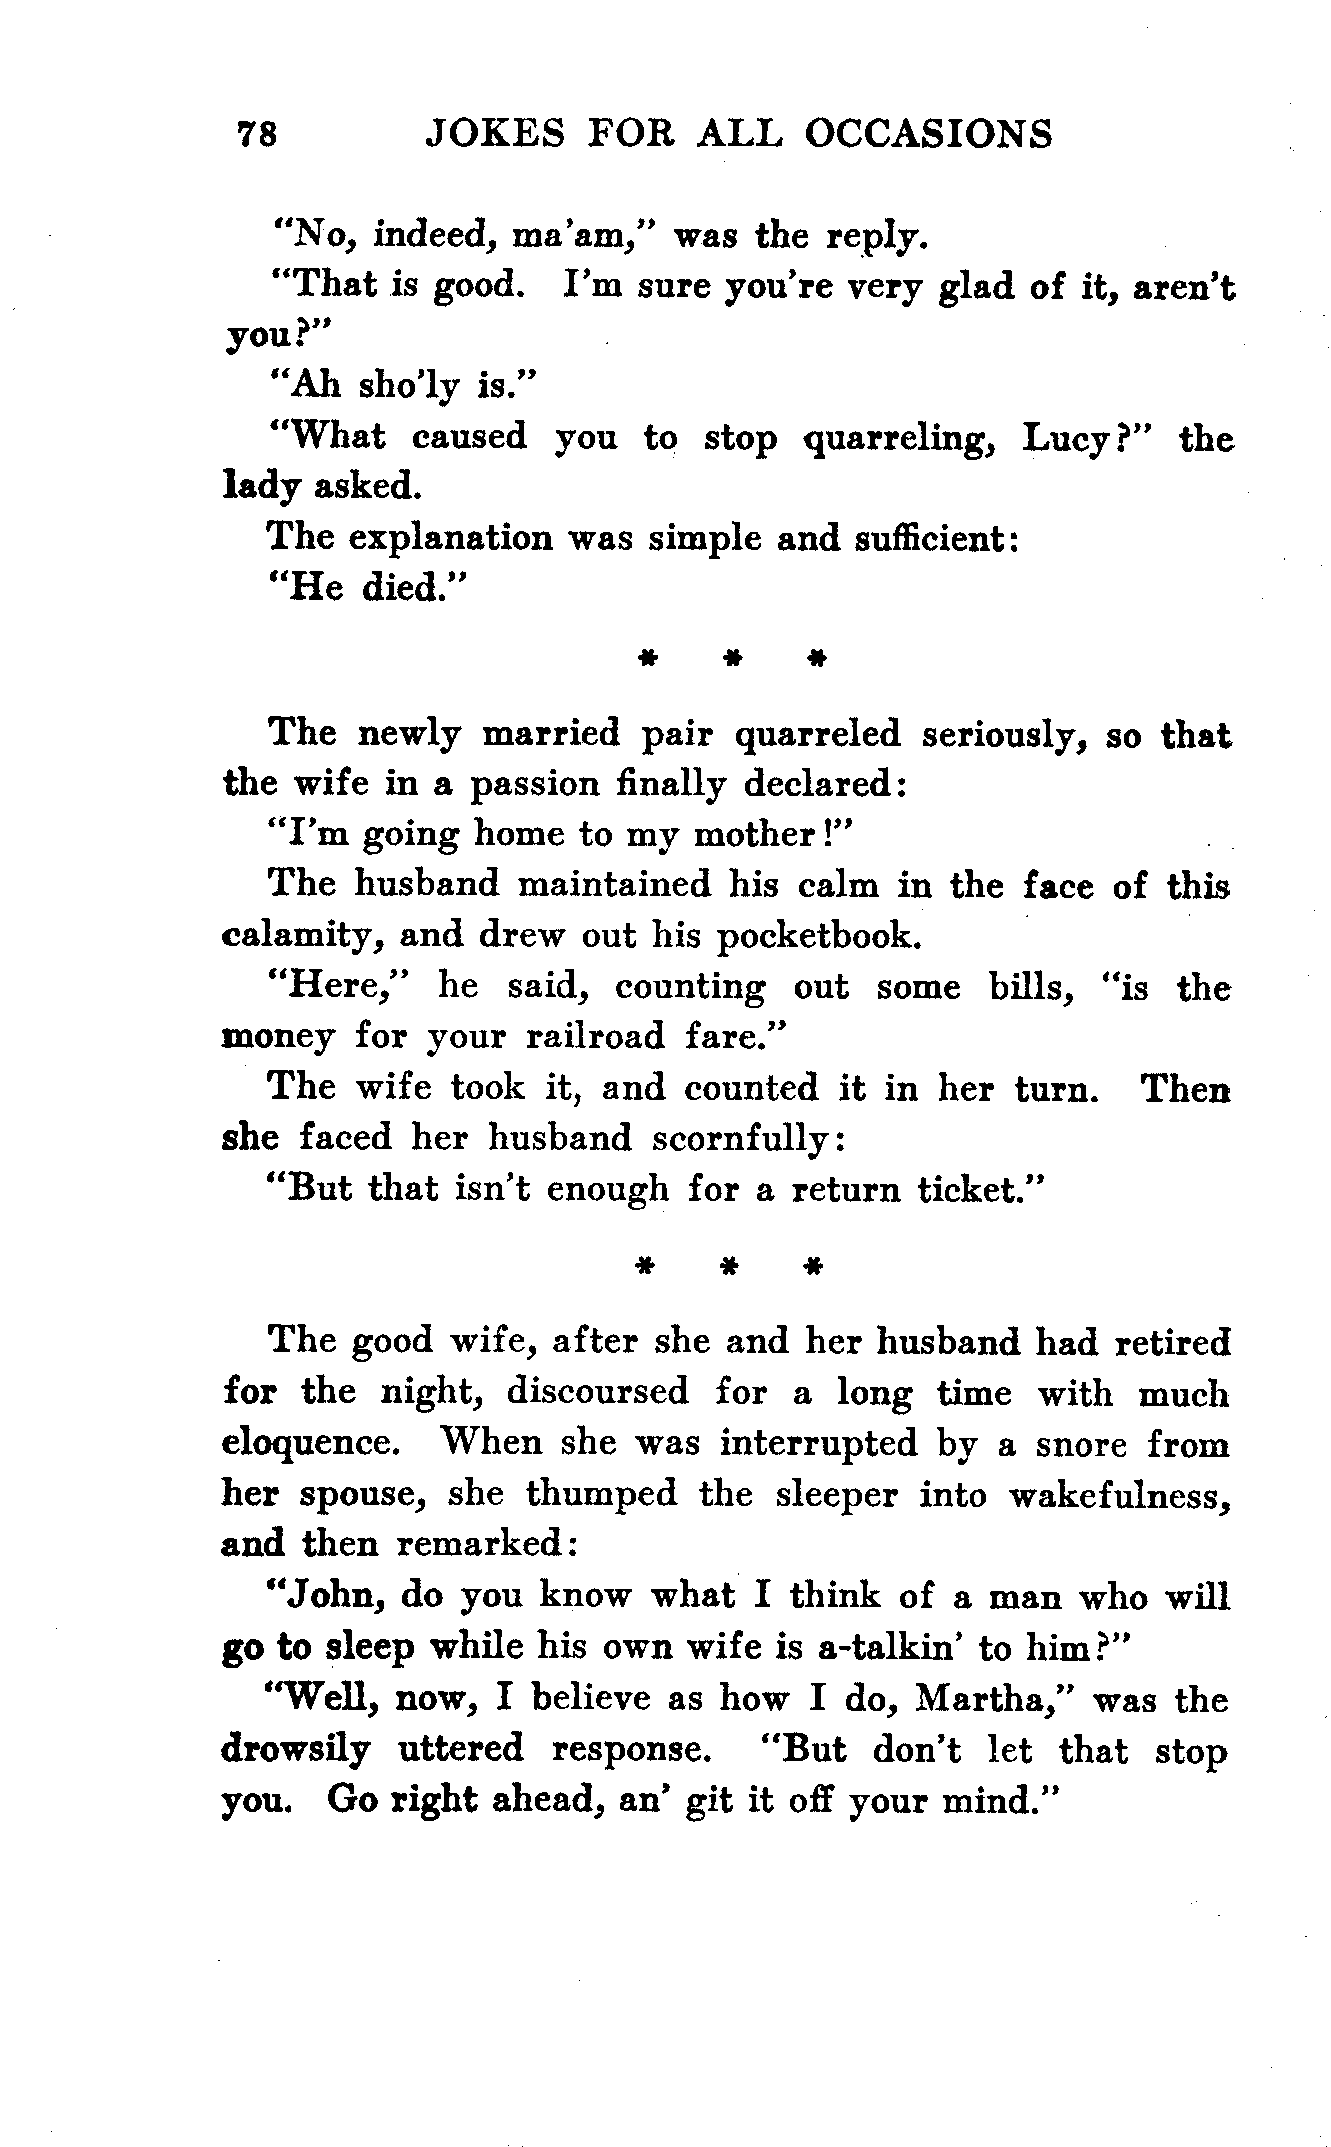 78 JOKES FOR ALL OCCASIONS
"No, indeed, ma'am," was the reply.
"That is good. I'm sure you're very glad of it, aren't
you?"
"Ah sho'ly is."
"What caused you to stop quarreling, Lucy?" the
lady asked.
The explanation was simple and sufficient:
"He died."
* * *
The newly married pair quarreled seriously, so that
the wife in a passion finally declared:
"I'm going home to my mother!"
The husband maintained his calm in the face of this
calamity, and drew out his pocketbook.
"Here," he said, counting out some bills, "is the
money for your railroad fare."
The wife took it, and counted it in her turn. Then
she faced her husband scornfully:
"But that isn't enough for a return ticket."
* * *
The good wife, after she and her husband had retired
for the night, discoursed for a long time with much
eloquence. When she was interrupted by a snore from
her spouse, she thumped the sleeper into wakefulness,
and then remarked:
"John, do you know what I think of a man who will
go to sleep while his own wife is a-talkin' to him?"
"Well, now, I believe as how I do, Martha," was the
drowsily uttered response. "But don't let that stop
you. Go right ahead, an' git it off your mind."